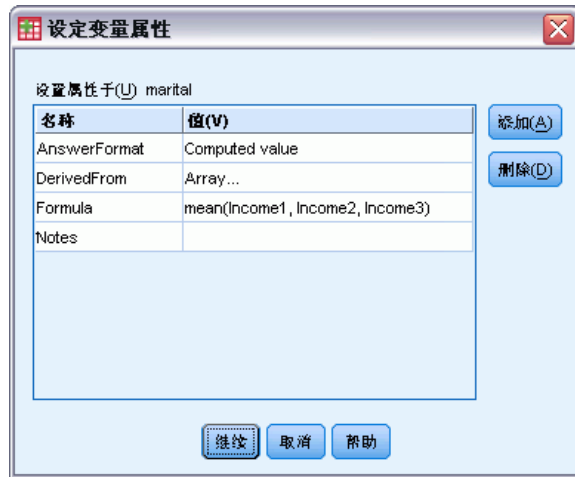 设定变量属性
设置属性于(U) marital
名称 值(V)
AnswerFormat Computed value
DerivedFrom Array...
Formula mean(Income1, Income2, Income3)
Notes
添加(A)
删除(D)
继续 取消 帮助